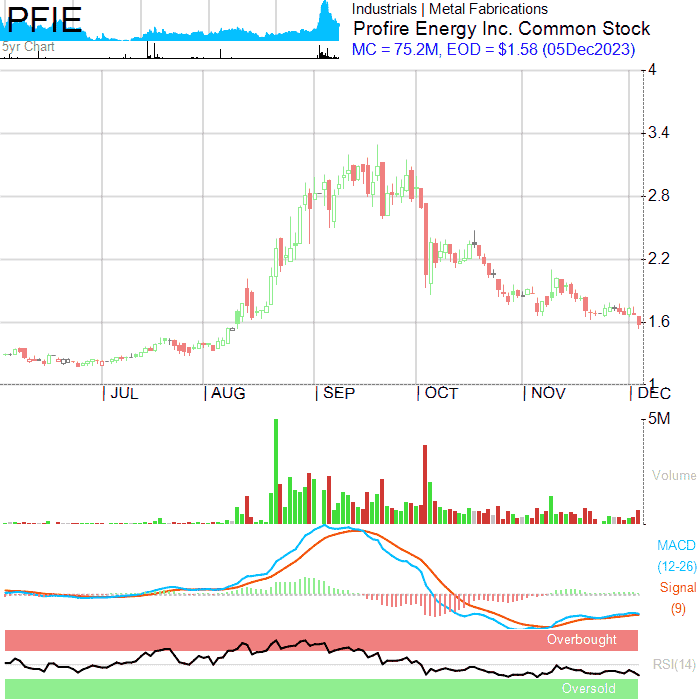 PFIE
5yr Chart
Industrials | Metal Fabrications
Profire Energy Inc. Common Stock
MC = 75.2M, EOD = $1.58 (05Dec2023)
4
3.4
2.8
2.2
1.6
1
| JUL | AUG | SEP | OCT | NOV | DEC
5M
Volume
MACD
(12-26)
Signal
(9)
Overbought
RSI(14)
Oversold